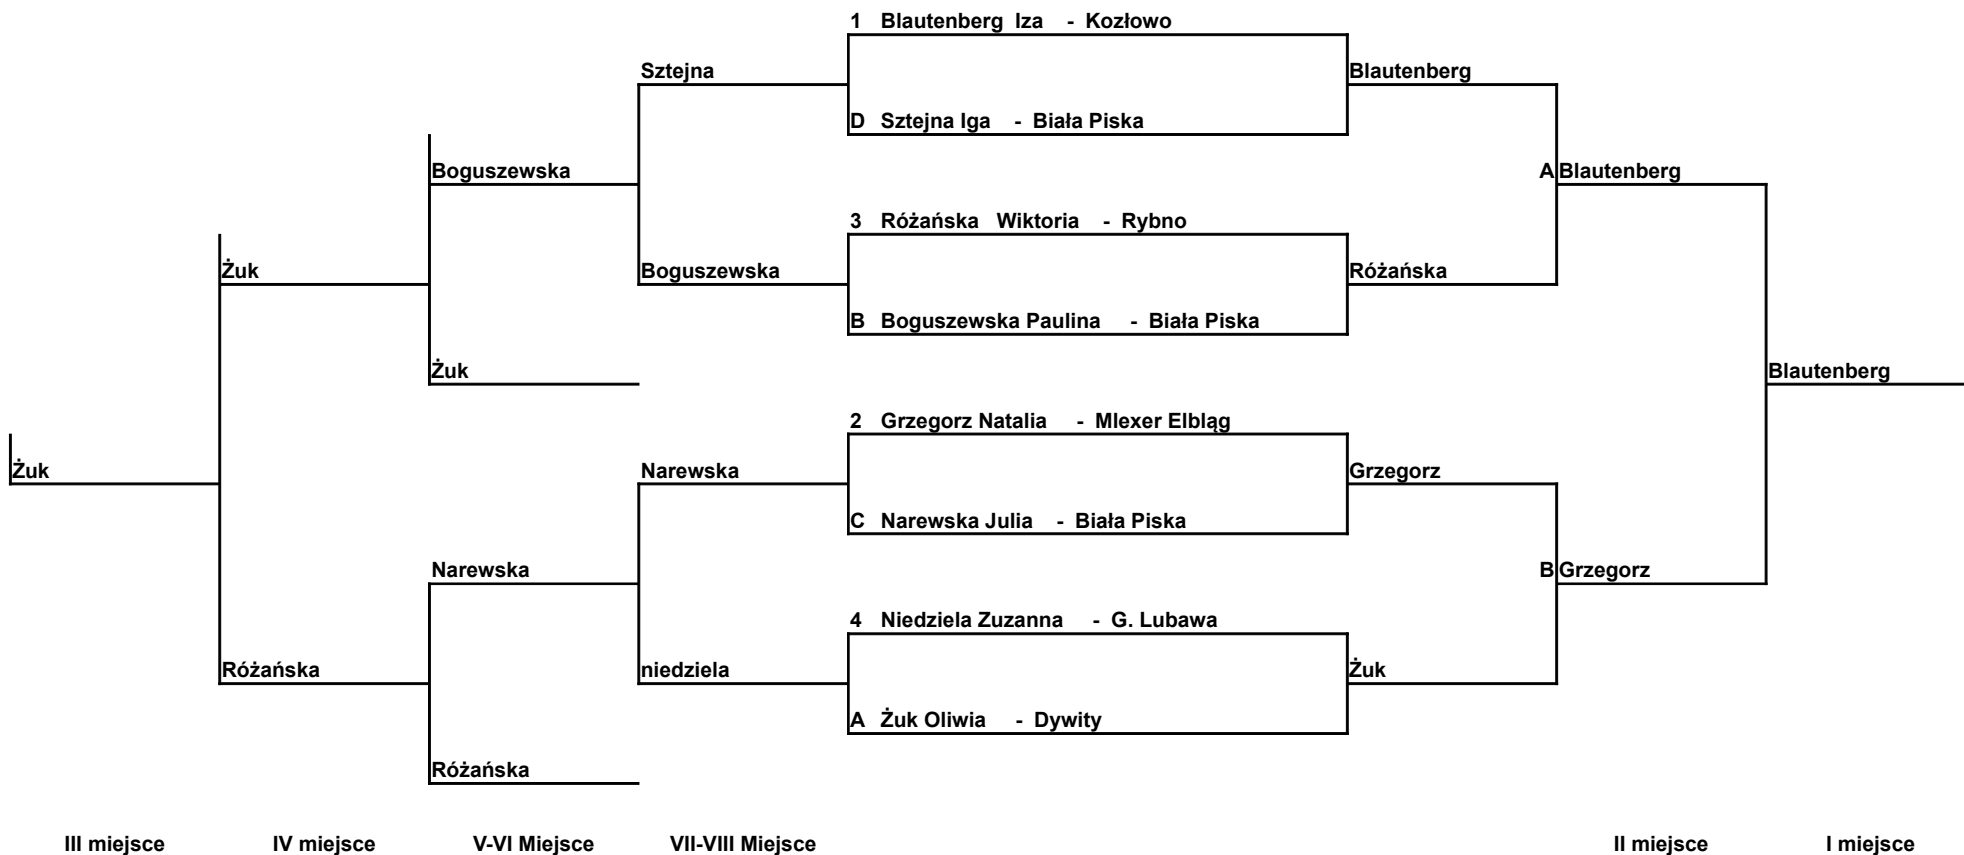 1 Blautenberg Iza - Kozłowo
Sztejna Blautenberg
D Sztejna Iga - Biała Piska
Boguszewska A Blautenberg
3 Różańska Wiktoria - Rybno
Żuk Boguszewska Różańska
B Boguszewska Paulina - Biała Piska
Żuk Blautenberg
2 Grzegorz Natalia - Mlexer Elbląg
Żuk Narewska Grzegorz
C Narewska Julia - Biała Piska
Narewska B Grzegorz
4 Niedziela Zuzanna - G. Lubawa
Różańska niedziela Żuk
A Żuk Oliwia - Dywity
Różańska
III miejsce IV miejsce V-VI Miejsce VII-VIII Miejsce II miejsce I miejsce